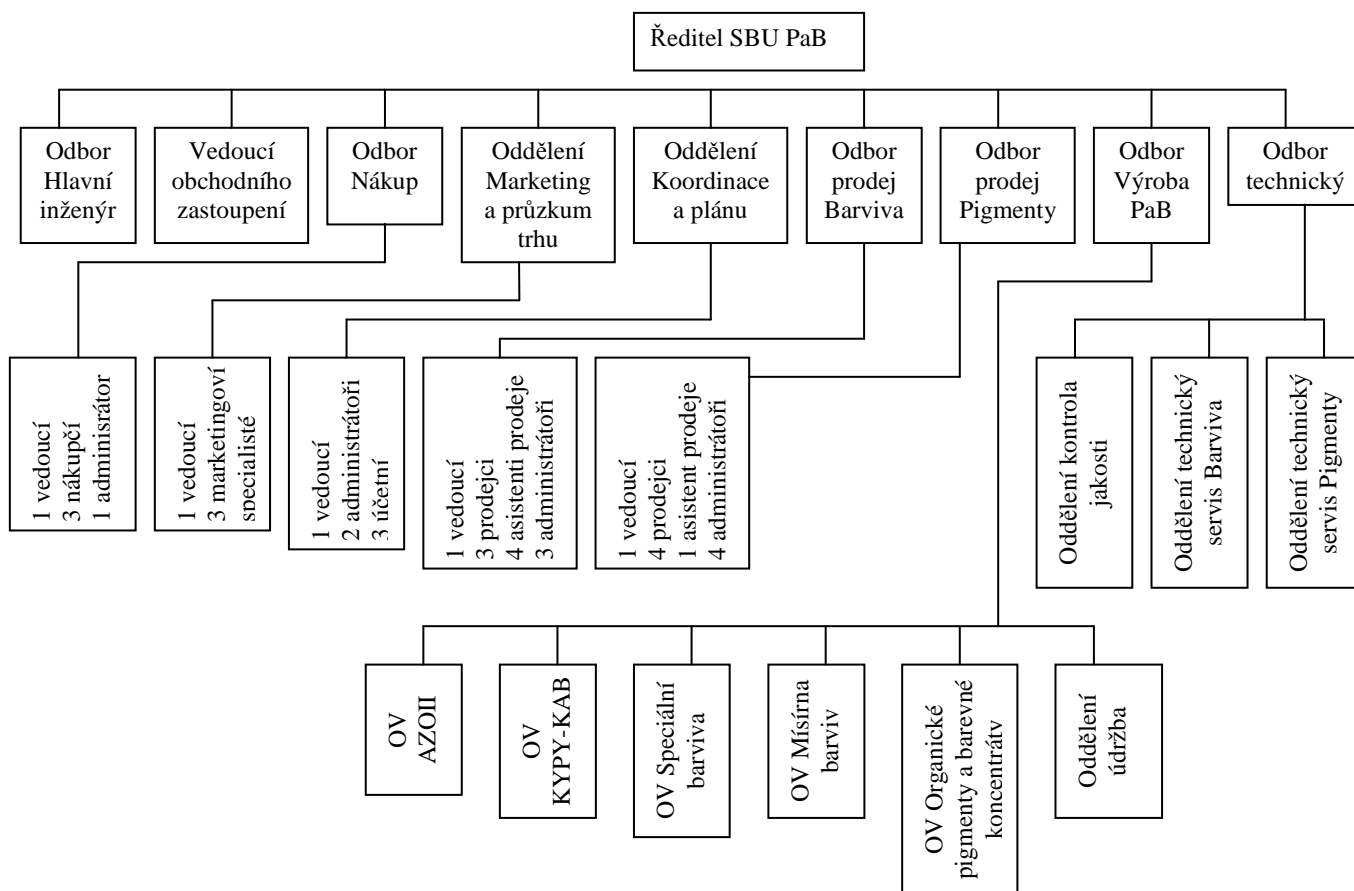 Ředitel SBU PaB
Odbor
Hlavní
inženýr
Vedoucí
obchodního
zastoupení
Odbor
Nákup
Oddělení
Marketing
a průzkum
trhu
Oddělení
Koordinace
a plánu
Odbor
prodej
Barviva
Odbor
prodej
Pigmenty
Odbor
Výroba
PaB
Odbor
technický
1 vedoucí
3 nákupčí
1 adminisrátor
1 vedoucí
3 marketingoví
specialisté
1 vedoucí
2 administrátoři
3 účetní
1 vedoucí
3 prodejci
4 asistenti prodeje
3 administrátoři
1 vedoucí
4 prodejci
1 asistent prodeje
4 administrátoři
Oddělení kontrola
jakosti
Oddělení technický
servis Barviva
Oddělení technický
servis Pigmenty
OV
AZOII
OV
KYPY-KAB
OV Speciální
barviva
OV Mísírna
barviv
OV Organické
pigmenty a barevné
koncentráty
Oddělení
údržba